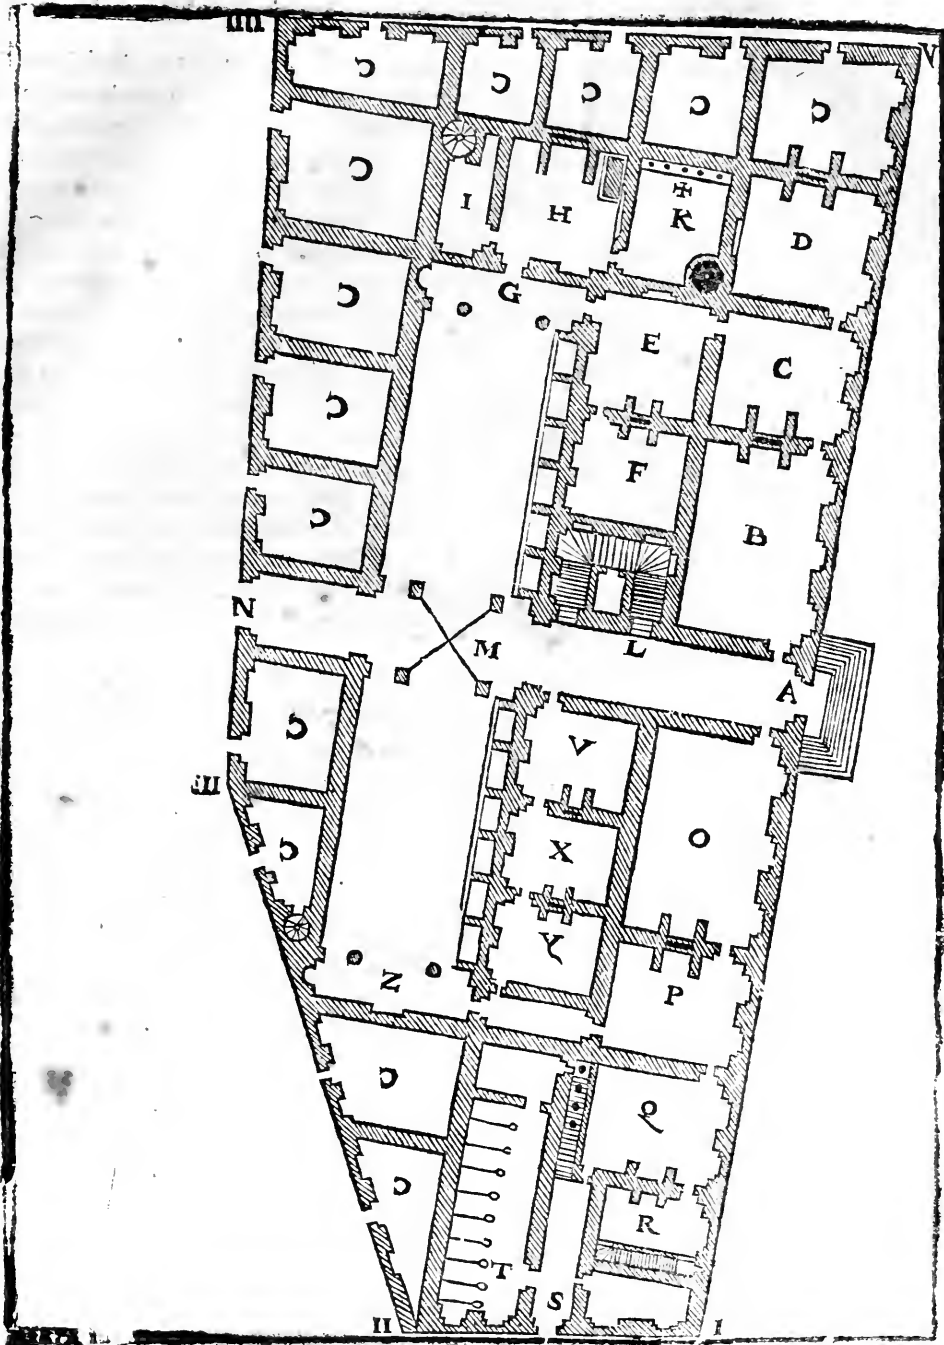 IIII V
Ↄ Ↄ Ↄ Ↄ Ↄ
Ↄ I H ✠ K D
Ↄ G E C
Ↄ F
Ↄ B
N M L A
Ↄ V
III
Ↄ X O
Y
Z P
Ↄ Q
Ↄ R
T S
II I